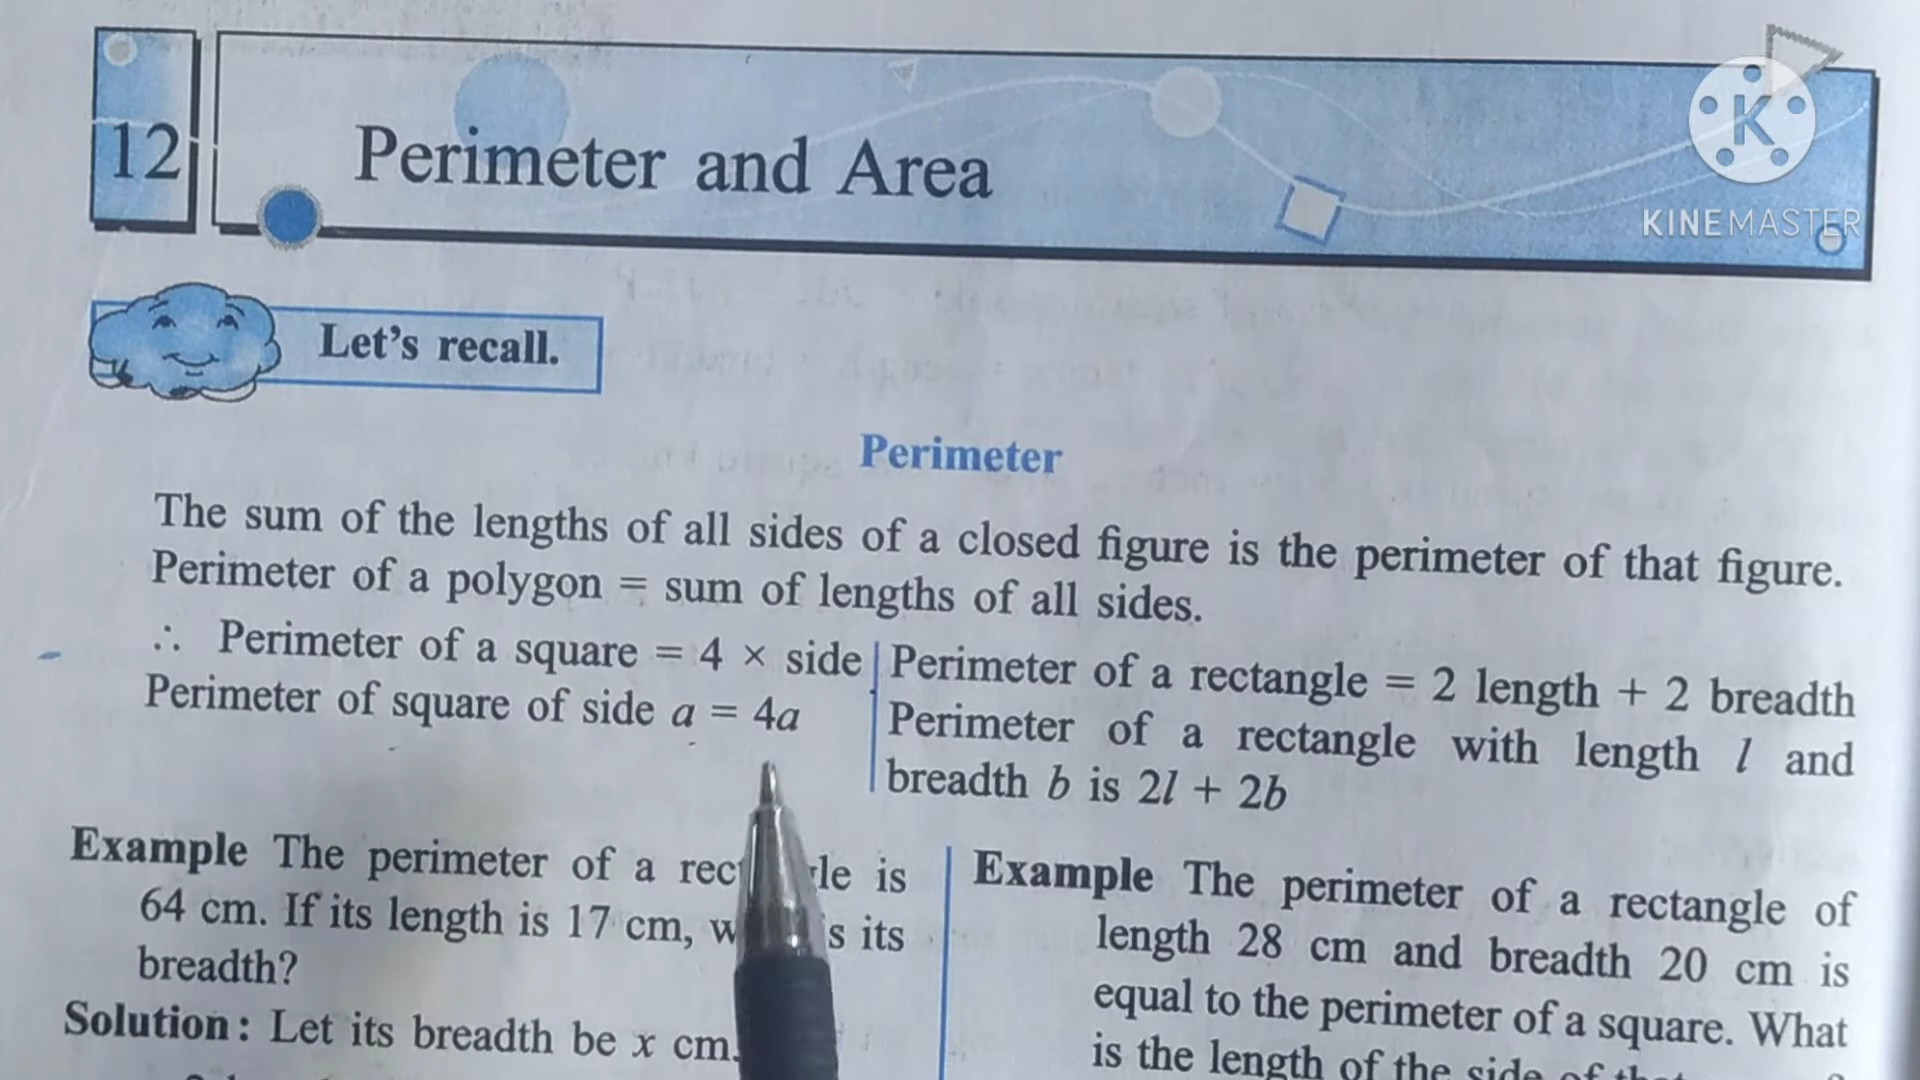 12
Perimeter and Area
KINEMASTER
Let's recall.
Perimeter
The sum of the lengths of all sides of a closed figure is the perimeter of that figure.
Perimeter of a polygon = sum of lengths of all sides.
∴ Perimeter of a square = 4 × side
Perimeter of square of side a = 4a
Perimeter of a rectangle = 2 length + 2 breadth
Perimeter of a rectangle with length l and
breadth b is 2l + 2b
Example The perimeter of a is
64 cm. If its length is 17 cm, its
breadth?
Solution : Let its breadth be x cm.
Example The perimeter of a rectangle of
length 28 cm and breadth 20 cm is
equal to the perimeter of a square. What
is the length of the side of